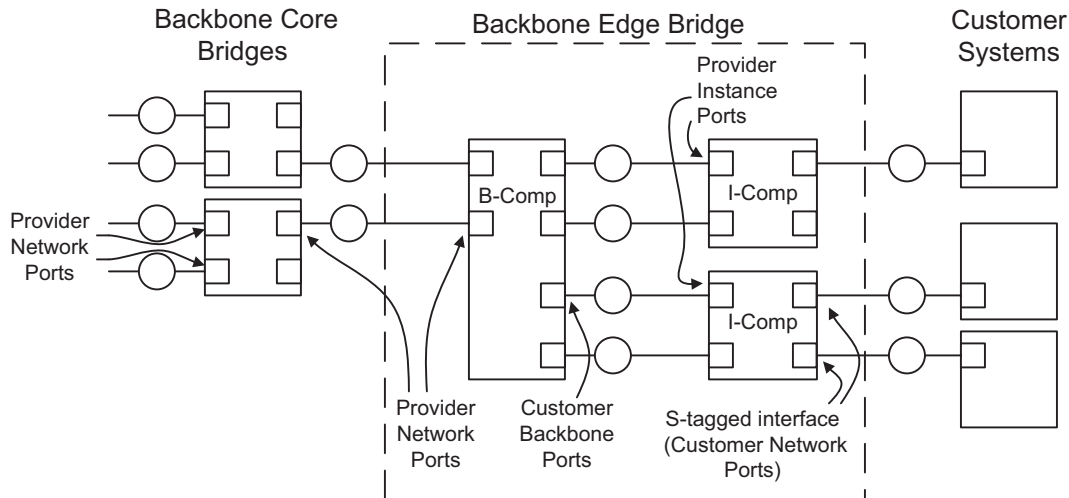 Backbone Core
Bridges
Backbone Edge Bridge
Customer
Systems
Provider
Instance
Ports
B-Comp
I-Comp
Provider
Network
Ports
I-Comp
Provider
Network
Ports
Customer
Backbone
Ports
S-tagged interface
(Customer Network
Ports)